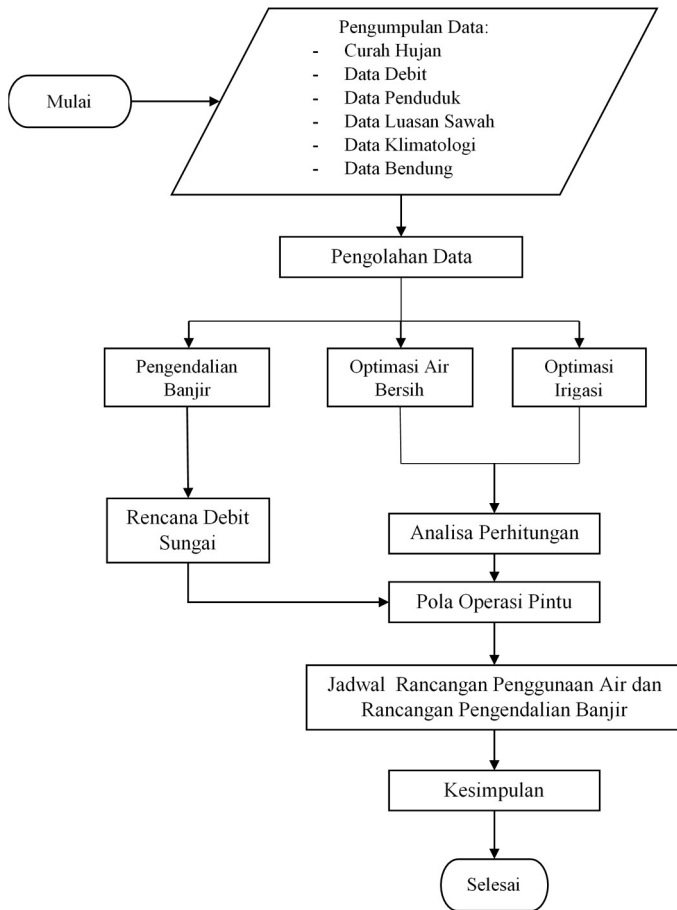 Mulai
Pengumpulan Data:
- Curah Hujan
- Data Debit
- Data Penduduk
- Data Luasan Sawah
- Data Klimatologi
- Data Bendung
Pengolahan Data
Pengendalian
Banjir
Optimasi Air
Bersih
Optimasi
Irigasi
Rencana Debit
Sungai
Analisa Perhitungan
Pola Operasi Pintu
Jadwal Rancangan Penggunaan Air dan
Rancangan Pengendalian Banjir
Kesimpulan
Selesai